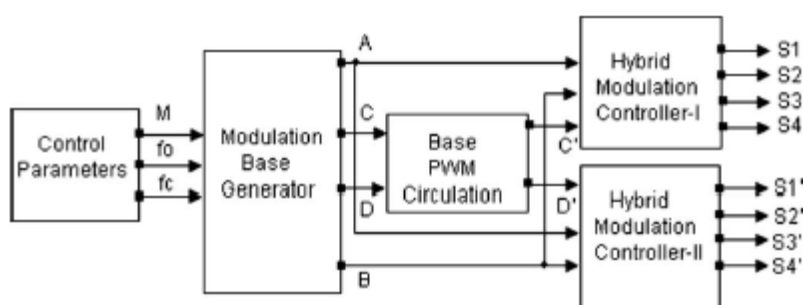 Control
Parameters
M
fo
fc
Modulation
Base
Generator
A
C
D
B
Base
PWM
Circulation
C'
D'
Hybrid
Modulation
Controller-I
S1
S2
S3
S4
Hybrid
Modulation
Controller-II
S1'
S2'
S3'
S4'